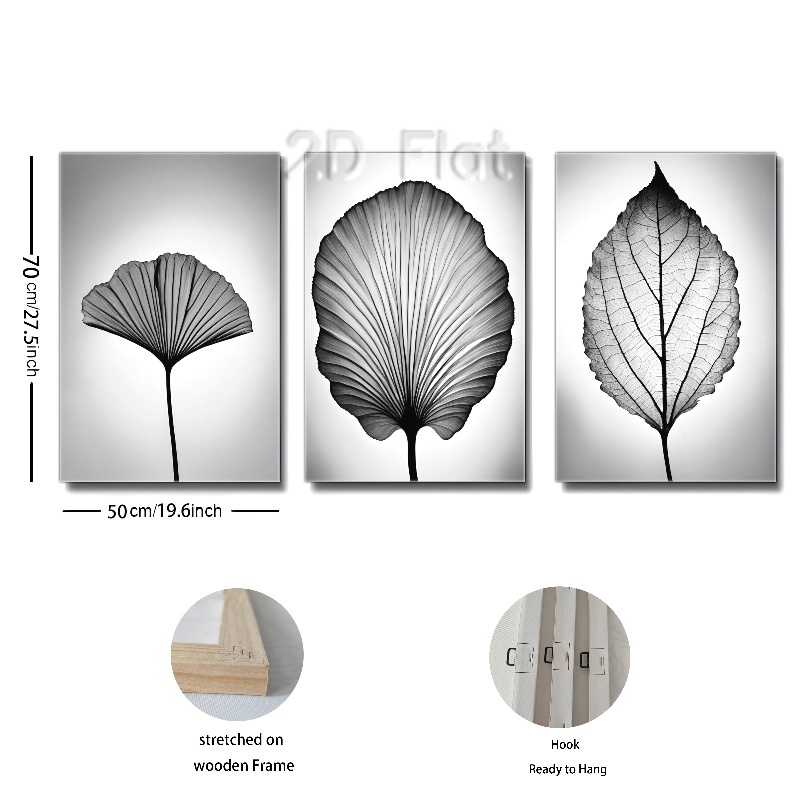 2D Flat
70 cm/27.5inch
50cm/19.6inch
stretched on
wooden Frame
Hook
Ready to Hang